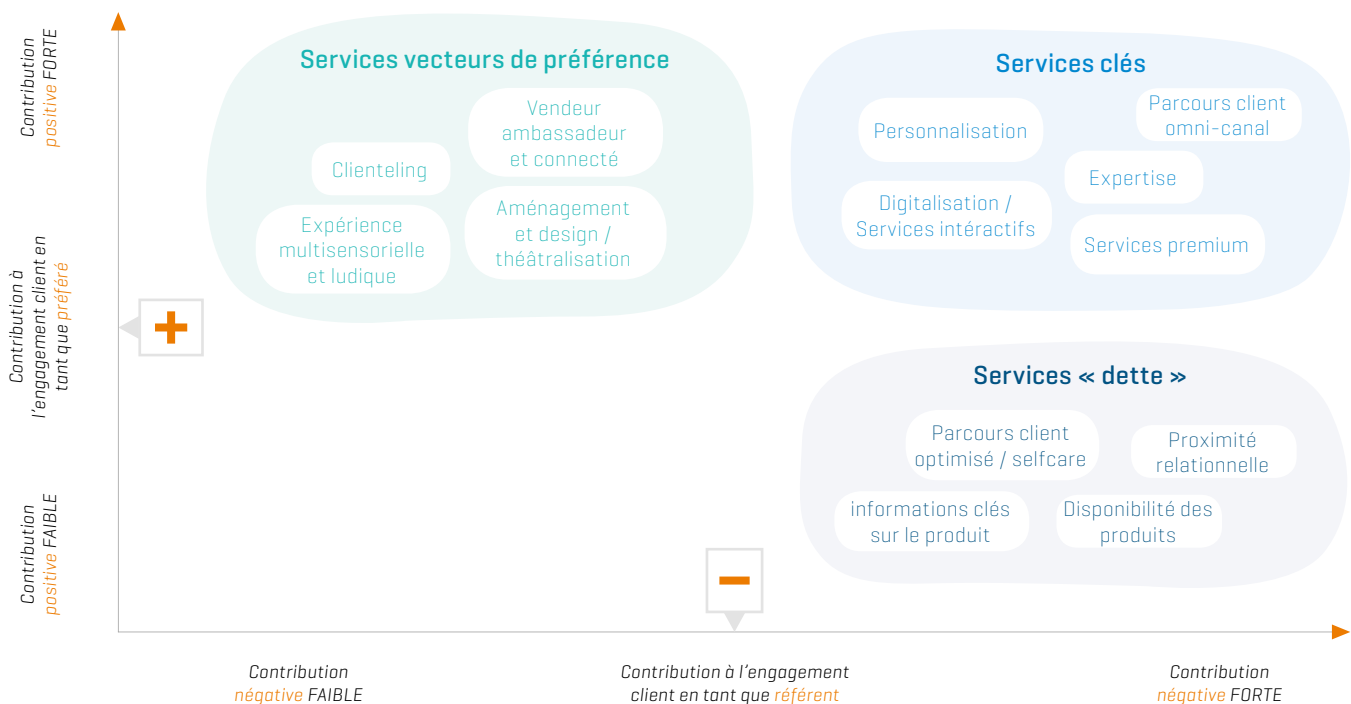 Contribution
positive FORTE
Contribution à
l'engagement client en
tant que préféré
Contribution
positive FAIBLE
Services vecteurs de préférence
Vendeur
ambassadeur
et connecté
Clienteling
Expérience
multisensorielle
et ludique
Aménagement
et design /
théâtralisation
Services clés
Personnalisation
Parcours client
omni-canal
Expertise
Digitalisation /
Services intéractifs
Services premium
Services « dette »
Parcours client
optimisé / selfcare
Proximité
relationnelle
informations clés
sur le produit
Disponibilité des
produits
Contribution
négative FAIBLE
Contribution à l'engagement
client en tant que référent
Contribution
négative FORTE